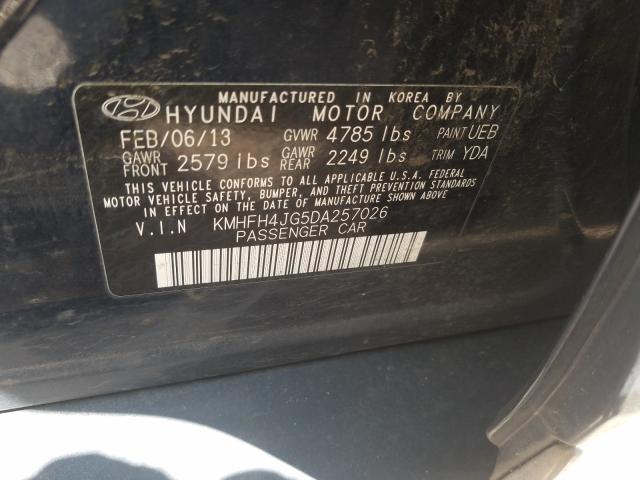 MANUFACTURED IN KOREA BY
HYUNDAI MOTOR COMPANY
FEB/06/13 GVWR 4785 lbs PAINT UEB
GAWR FRONT 2579 lbs GAWR REAR 2249 lbs TRIM YDA
THIS VEHICLE CONFORMS TO ALL APPLICABLE U.S.A. FEDERAL
MOTOR VEHICLE SAFETY, BUMPER, AND THEFT PREVENTION STANDARDS
IN EFFECT ON THE DATE OF MANUFACTURE SHOWN ABOVE.
V.I.N KMHFH4JG5DA257026
PASSENGER CAR